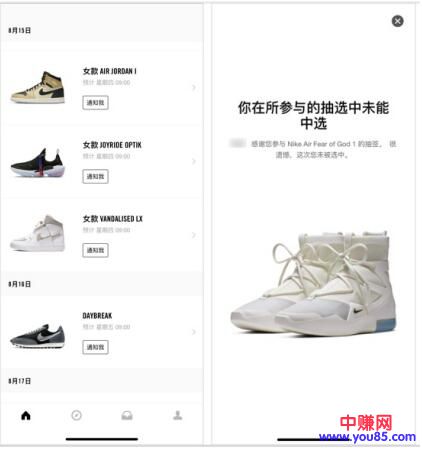 8月15日
女款 AIR JORDAN I
预计 星期四 09:00
通知我
女款 JOYRIDE OPTIK
预计 星期四 09:00
通知我
女款 VANDALISED LX
预计 星期四 09:00
通知我
8月16日
DAYBREAK
预计 星期五 09:00
通知我
8月17日
你在所参与的抽选中未能
中选
感谢您参与 Nike Air Fear of God 1 的抽签。 很
遗憾，这次您未被选中。
中赚网
www.you85.com